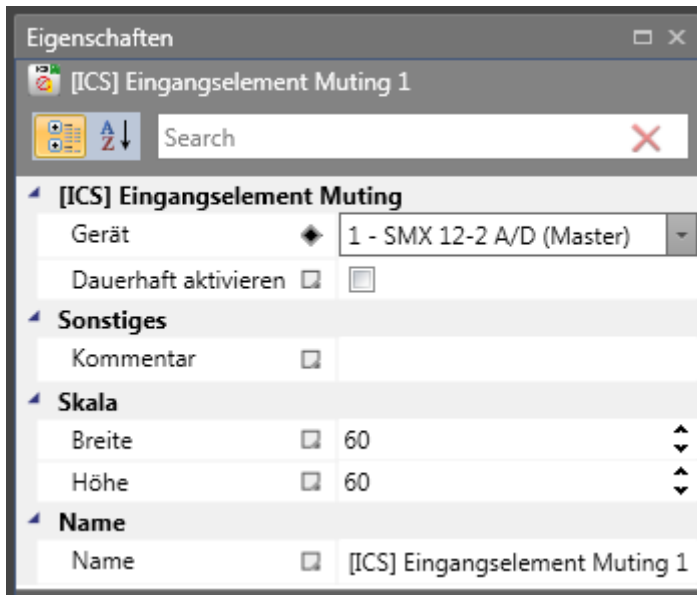 Eigenschaften
[ICS] Eingangselement Muting 1
A Z Search
[ICS] Eingangselement Muting
Gerät 1 - SMX 12-2 A/D (Master)
Dauerhaft aktivieren
Sonstiges
Kommentar
Skala
Breite 60
Höhe 60
Name
Name [ICS] Eingangselement Muting 1